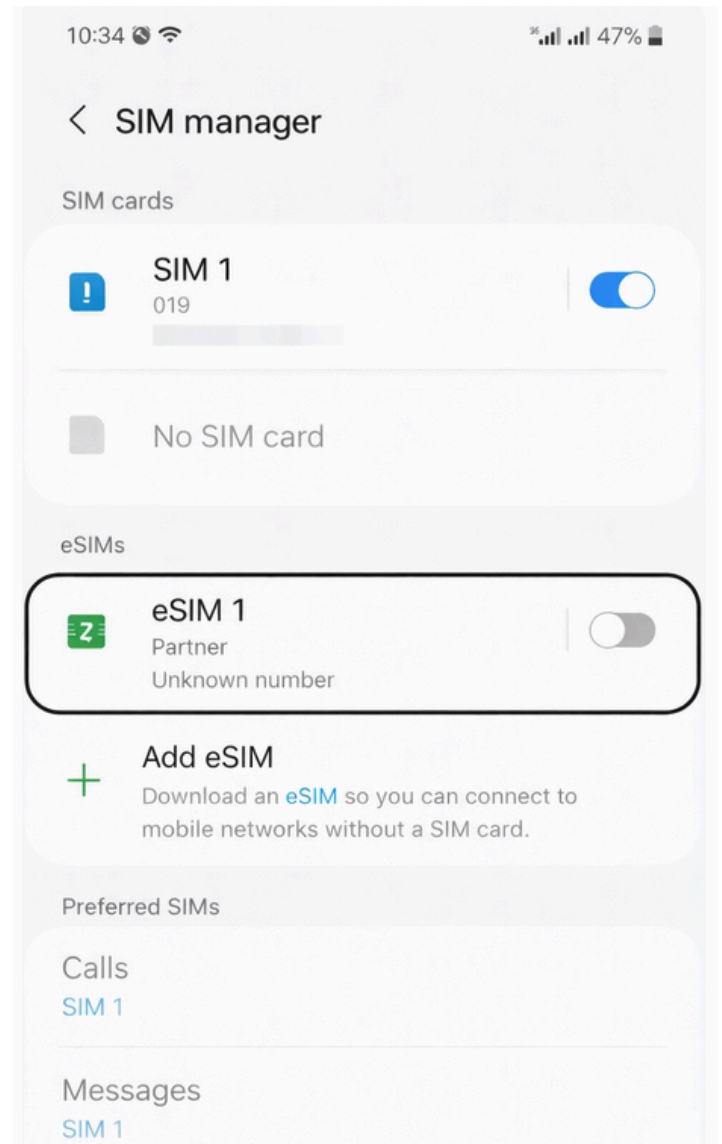 10:34
47%
SIM manager
SIM cards
SIM 1
019
No SIM card
eSIMs
eSIM 1
Partner
Unknown number
Add eSIM
Download an eSIM so you can connect to
mobile networks without a SIM card.
Preferred SIMs
Calls
SIM 1
Messages
SIM 1